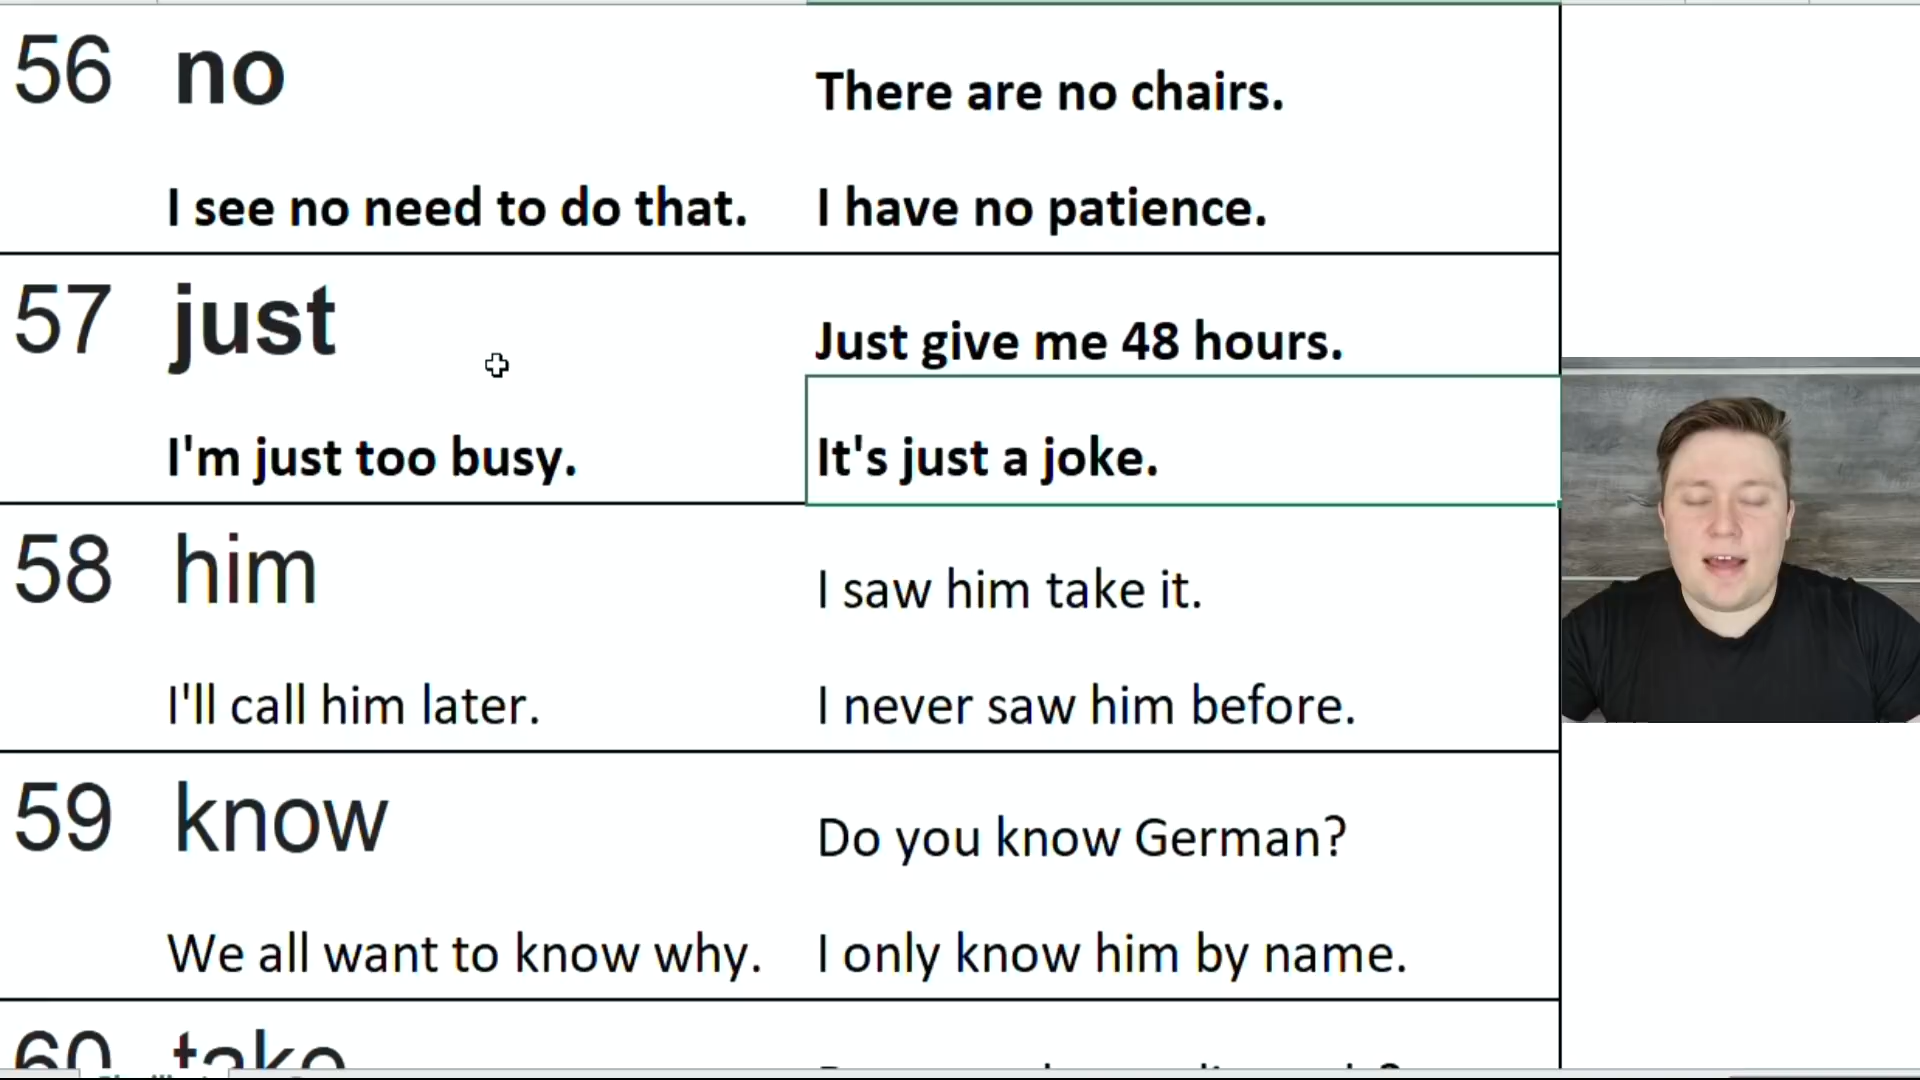 56 no There are no chairs.
I see no need to do that. I have no patience.
57 just Just give me 48 hours.
I'm just too busy. It's just a joke.
58 him I saw him take it.
I'll call him later. I never saw him before.
59 know Do you know German?
We all want to know why. I only know him by name.
60 take